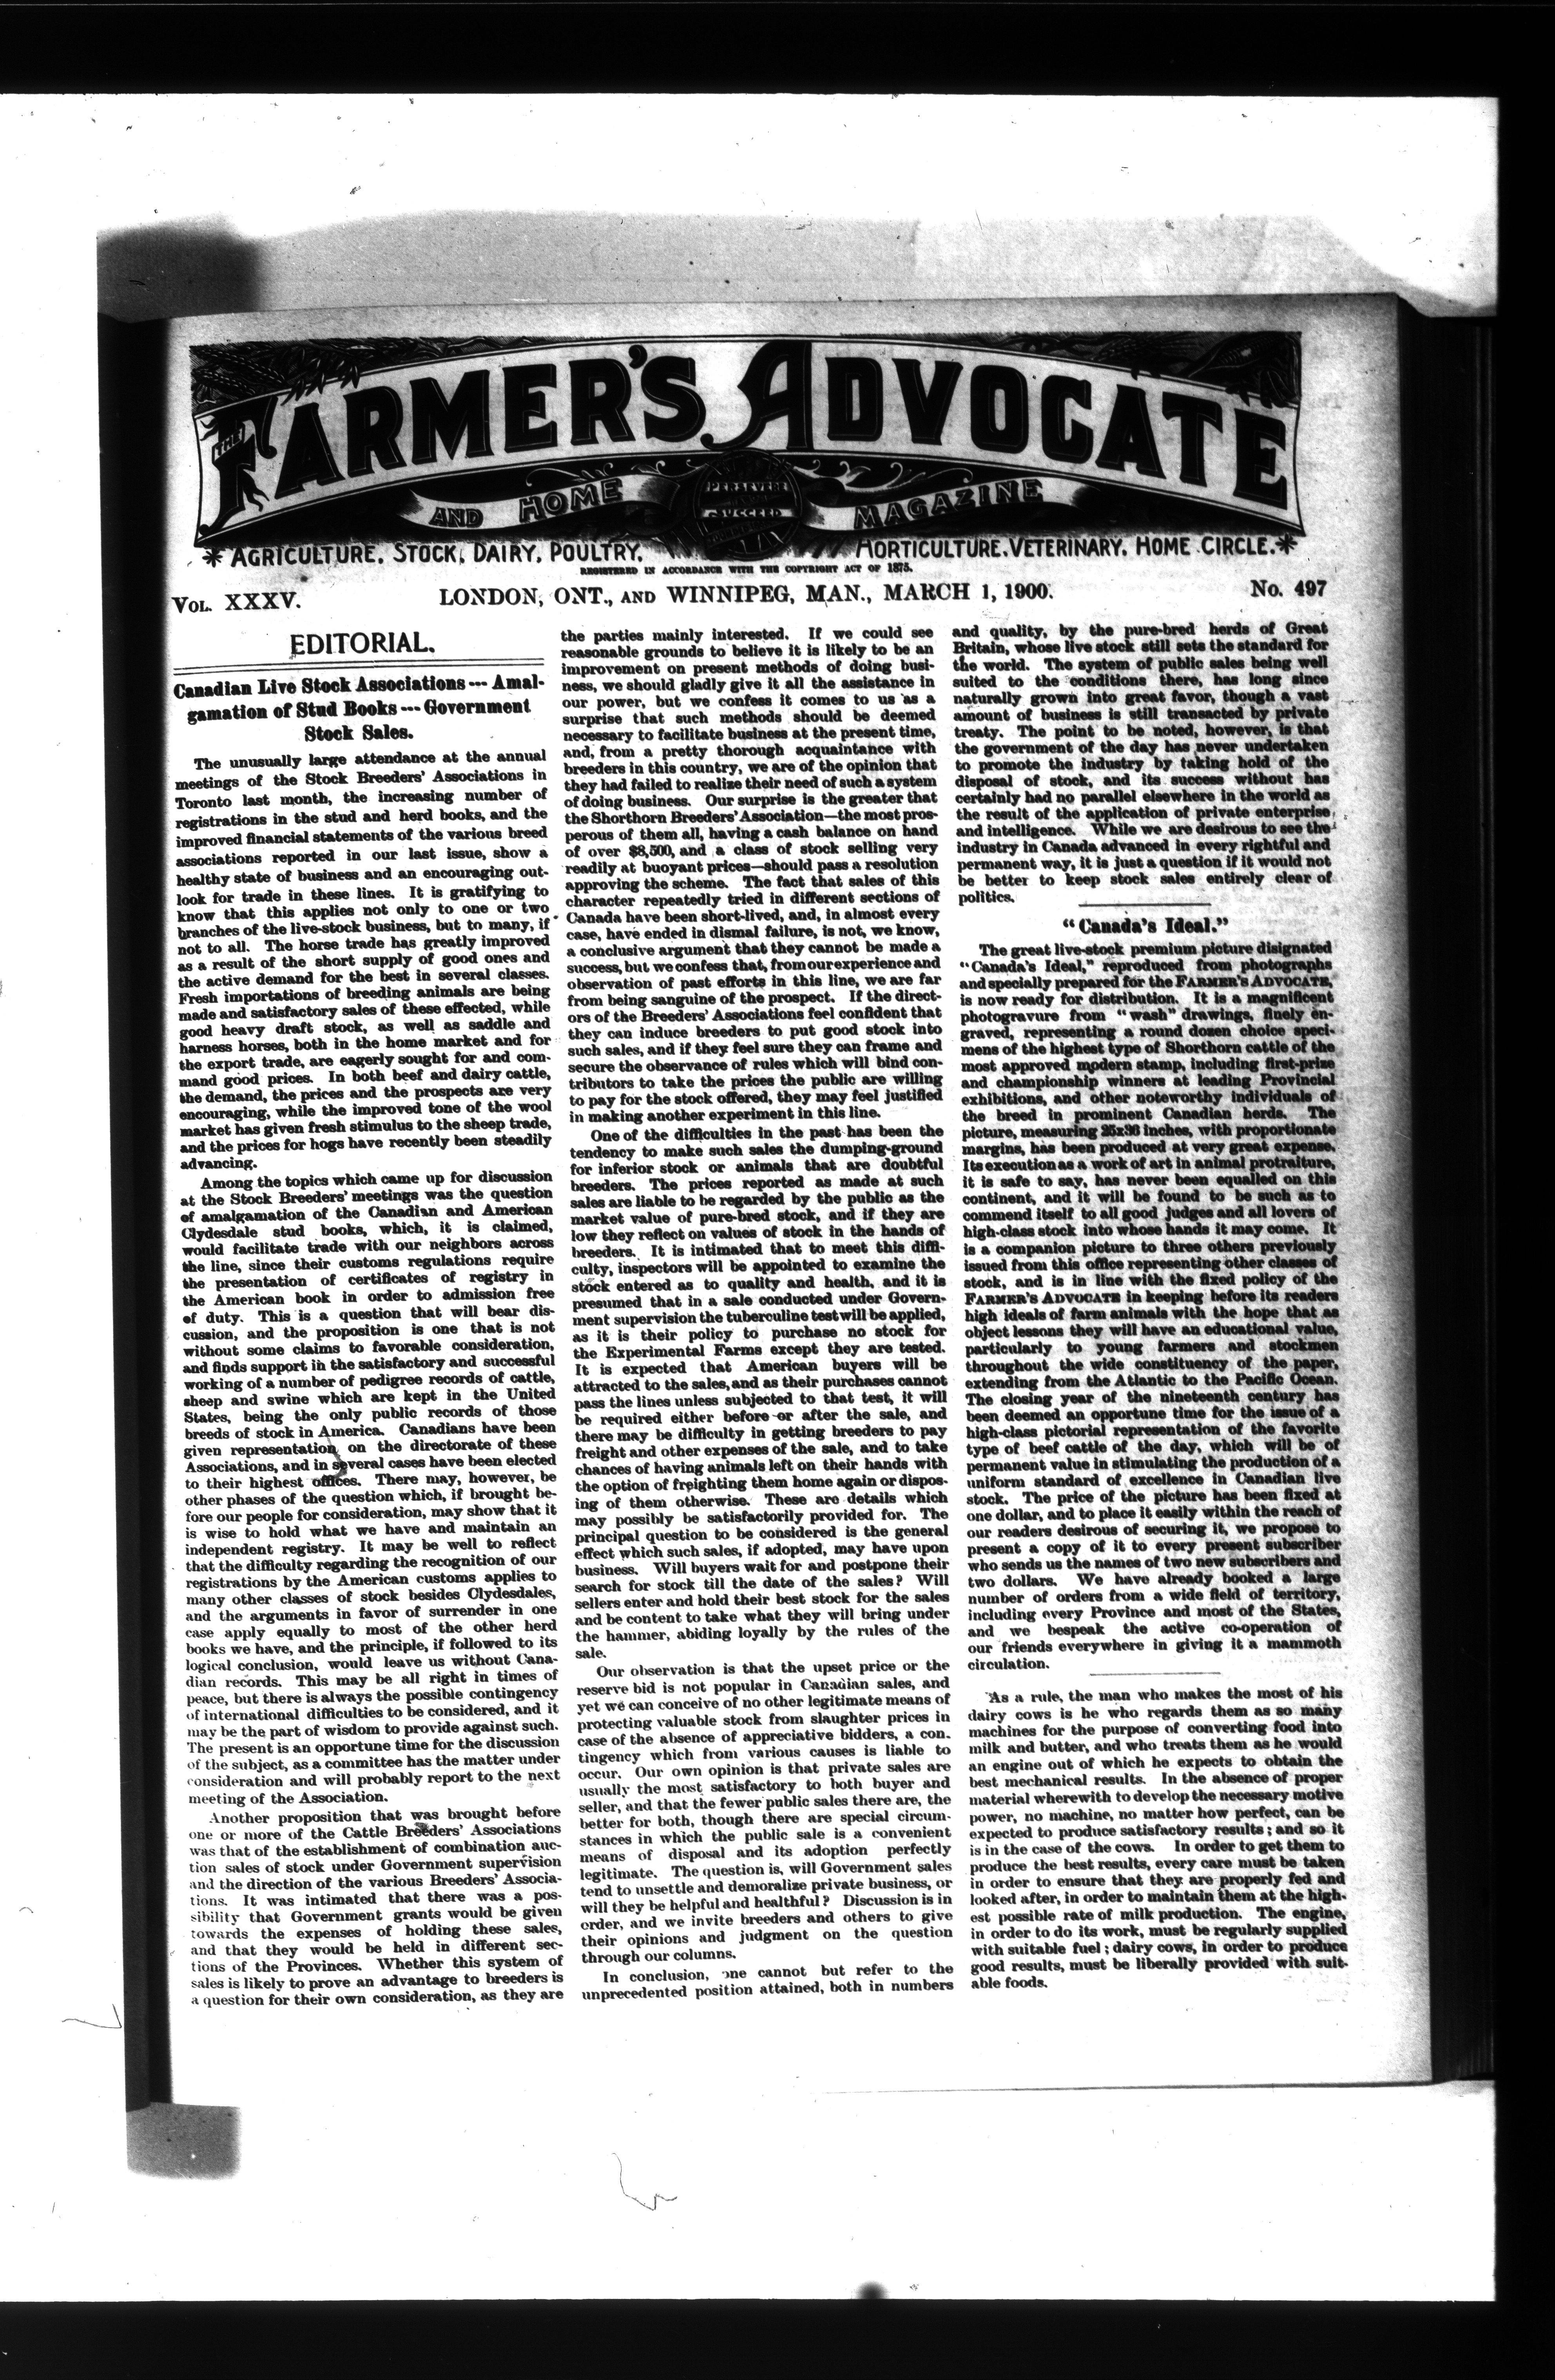 THE FARMER'S ADVOCATE
AND HOME MAGAZINE
PERSEVERE
SUCCEED
* AGRICULTURE, STOCK, DAIRY, POULTRY, HORTICULTURE, VETERINARY, HOME CIRCLE. *
REGISTERED IN ACCORDANCE WITH THE COPYRIGHT ACT OF 1875.
VOL. XXXV. LONDON, ONT., AND WINNIPEG, MAN., MARCH 1, 1900. No. 497
EDITORIAL.
Canadian Live Stock Associations --- Amal-
gamation of Stud Books --- Government
Stock Sales.
The unusually large attendance at the annual
meetings of the Stock Breeders' Associations in
Toronto last month, the increasing number of
registrations in the stud and herd books, and the
improved financial statements of the various breed
associations reported in our last issue, show a
healthy state of business and an encouraging out-
look for trade in these lines. It is gratifying to
know that this applies not only to one or two
branches of the live-stock business, but to many, if
not to all. The horse trade has greatly improved
as a result of the short supply of good ones and
the active demand for the best in several classes.
Fresh importations of breeding animals are being
made and satisfactory sales of these effected, while
good heavy draft stock, as well as saddle and
harness horses, both in the home market and for
the export trade, are eagerly sought for and com-
mand good prices. In both beef and dairy cattle,
the demand, the prices and the prospects are very
encouraging, while the improved tone of the wool
market has given fresh stimulus to the sheep trade,
and the prices for hogs have recently been steadily
advancing.
Among the topics which came up for discussion
at the Stock Breeders' meetings was the question
of amalgamation of the Canadian and American
Clydesdale stud books, which, it is claimed,
would facilitate trade with our neighbors across
the line, since their customs regulations require
the presentation of certificates of registry in
the American book in order to admission free
of duty. This is a question that will bear dis-
cussion, and the proposition is one that is not
without some claims to favorable consideration,
and finds support in the satisfactory and successful
working of a number of pedigree records of cattle,
sheep and swine which are kept in the United
States, being the only public records of those
breeds of stock in America. Canadians have been
given representation on the directorate of these
Associations, and in several cases have been elected
to their highest offices. There may, however, be
other phases of the question which, if brought be-
fore our people for consideration, may show that it
is wise to hold what we have and maintain an
independent registry. It may be well to reflect
that the difficulty regarding the recognition of our
registrations by the American customs applies to
many other classes of stock besides Clydesdales,
and the arguments in favor of surrender in one
case apply equally to most of the other herd
books we have, and the principle, if followed to its
logical conclusion, would leave us without Cana-
dian records. This may be all right in times of
peace, but there is always the possible contingency
of international difficulties to be considered, and it
may be the part of wisdom to provide against such.
The present is an opportune time for the discussion
of the subject, as a committee has the matter under
consideration and will probably report to the next
meeting of the Association.
Another proposition that was brought before
one or more of the Cattle Breeders' Associations
was that of the establishment of combination auc-
tion sales of stock under Government supervision
and the direction of the various Breeders' Associa-
tions. It was intimated that there was a pos-
sibility that Government grants would be given
towards the expenses of holding these sales,
and that they would be held in different sec-
tions of the Provinces. Whether this system of
sales is likely to prove an advantage to breeders is
a question for their own consideration, as they are
the parties mainly interested. If we could see
reasonable grounds to believe it is likely to be an
improvement on present methods of doing busi-
ness, we should gladly give it all the assistance in
our power, but we confess it comes to us as a
surprise that such methods should be deemed
necessary to facilitate business at the present time,
and, from a pretty thorough acquaintance with
breeders in this country, we are of the opinion that
they had failed to realize their need of such a system
of doing business. Our surprise is the greater that
the Shorthorn Breeders' Association—the most pros-
perous of them all, having a cash balance on hand
of over $8,500, and a class of stock selling very
readily at buoyant prices—should pass a resolution
approving the scheme. The fact that sales of this
character repeatedly tried in different sections of
Canada have been short-lived, and, in almost every
case, have ended in dismal failure, is not, we know,
a conclusive argument that they cannot be made a
success, but we confess that, from our experience and
observation of past efforts in this line, we are far
from being sanguine of the prospect. If the direct-
ors of the Breeders' Associations feel confident that
they can induce breeders to put good stock into
such sales, and if they feel sure they can frame and
secure the observance of rules which will bind con-
tributors to take the prices the public are willing
to pay for the stock offered, they may feel justified
in making another experiment in this line.
One of the difficulties in the past has been the
tendency to make such sales the dumping-ground
for inferior stock or animals that are doubtful
breeders. The prices reported as made at such
sales are liable to be regarded by the public as the
market value of pure-bred stock, and if they are
low they reflect on values of stock in the hands of
breeders. It is intimated that to meet this diffi-
culty, inspectors will be appointed to examine the
stock entered as to quality and health, and it is
presumed that in a sale conducted under Govern-
ment supervision the tuberculine test will be applied,
as it is their policy to purchase no stock for
the Experimental Farms except they are tested.
It is expected that American buyers will be
attracted to the sales, and as their purchases cannot
pass the lines unless subjected to that test, it will
be required either before or after the sale, and
there may be difficulty in getting breeders to pay
freight and other expenses of the sale, and to take
chances of having animals left on their hands with
the option of freighting them home again or dispos-
ing of them otherwise. These are details which
may possibly be satisfactorily provided for. The
principal question to be considered is the general
effect which such sales, if adopted, may have upon
business. Will buyers wait for and postpone their
search for stock till the date of the sales? Will
sellers enter and hold their best stock for the sales
and be content to take what they will bring under
the hammer, abiding loyally by the rules of the
sale.
Our observation is that the upset price or the
reserve bid is not popular in Canadian sales, and
yet we can conceive of no other legitimate means of
protecting valuable stock from slaughter prices in
case of the absence of appreciative bidders, a con-
tingency which from various causes is liable to
occur. Our own opinion is that private sales are
usually the most satisfactory to both buyer and
seller, and that the fewer public sales there are, the
better for both, though there are special circum-
stances in which the public sale is a convenient
means of disposal and its adoption perfectly
legitimate. The question is, will Government sales
tend to unsettle and demoralize private business, or
will they be helpful and healthful? Discussion is in
order, and we invite breeders and others to give
their opinions and judgment on the question
through our columns.
In conclusion, one cannot but refer to the
unprecedented position attained, both in numbers
and quality, by the pure-bred herds of Great
Britain, whose live stock still sets the standard for
the world. The system of public sales being well
suited to the conditions there, has long since
naturally grown into great favor, though a vast
amount of business is still transacted by private
treaty. The point to be noted, however, is that
the government of the day has never undertaken
to promote the industry by taking hold of the
disposal of stock, and its success without has
certainly had no parallel elsewhere in the world as
the result of the application of private enterprise
and intelligence. While we are desirous to see the
industry in Canada advanced in every rightful and
permanent way, it is just a question if it would not
be better to keep stock sales entirely clear of
politics.
"Canada's Ideal."
The great live-stock premium picture disignated
"Canada's Ideal," reproduced from photographs
and specially prepared for the FARMER'S ADVOCATE,
is now ready for distribution. It is a magnificent
photogravure from "wash" drawings, finely en-
graved, representing a round dozen choice speci-
mens of the highest type of Shorthorn cattle of the
most approved modern stamp, including first-prize
and championship winners at leading Provincial
exhibitions, and other noteworthy individuals of
the breed in prominent Canadian herds. The
picture, measuring 25x36 inches, with proportionate
margins, has been produced at very great expense.
Its execution as a work of art in animal protraiture,
it is safe to say, has never been equalled on this
continent, and it will be found to be such as to
commend itself to all good judges and all lovers of
high-class stock into whose hands it may come. It
is a companion picture to three others previously
issued from this office representing other classes of
stock, and is in line with the fixed policy of the
FARMER'S ADVOCATE in keeping before its readers
high ideals of farm animals with the hope that as
object lessons they will have an educational value,
particularly to young farmers and stockmen
throughout the wide constituency of the paper,
extending from the Atlantic to the Pacific Ocean.
The closing year of the nineteenth century has
been deemed an opportune time for the issue of a
high-class pictorial representation of the favorite
type of beef cattle of the day, which will be of
permanent value in stimulating the production of a
uniform standard of excellence in Canadian live
stock. The price of the picture has been fixed at
one dollar, and to place it easily within the reach of
our readers desirous of securing it, we propose to
present a copy of it to every present subscriber
who sends us the names of two new subscribers and
two dollars. We have already booked a large
number of orders from a wide field of territory,
including every Province and most of the States,
and we bespeak the active co-operation of
our friends everywhere in giving it a mammoth
circulation.
As a rule, the man who makes the most of his
dairy cows is he who regards them as so many
machines for the purpose of converting food into
milk and butter, and who treats them as he would
an engine out of which he expects to obtain the
best mechanical results. In the absence of proper
material wherewith to develop the necessary motive
power, no machine, no matter how perfect, can be
expected to produce satisfactory results; and so it
is in the case of the cows. In order to get them to
produce the best results, every care must be taken
in order to ensure that they are properly fed and
looked after, in order to maintain them at the high-
est possible rate of milk production. The engine,
in order to do its work, must be regularly supplied
with suitable fuel; dairy cows, in order to produce
good results, must be liberally provided with suit-
able foods.